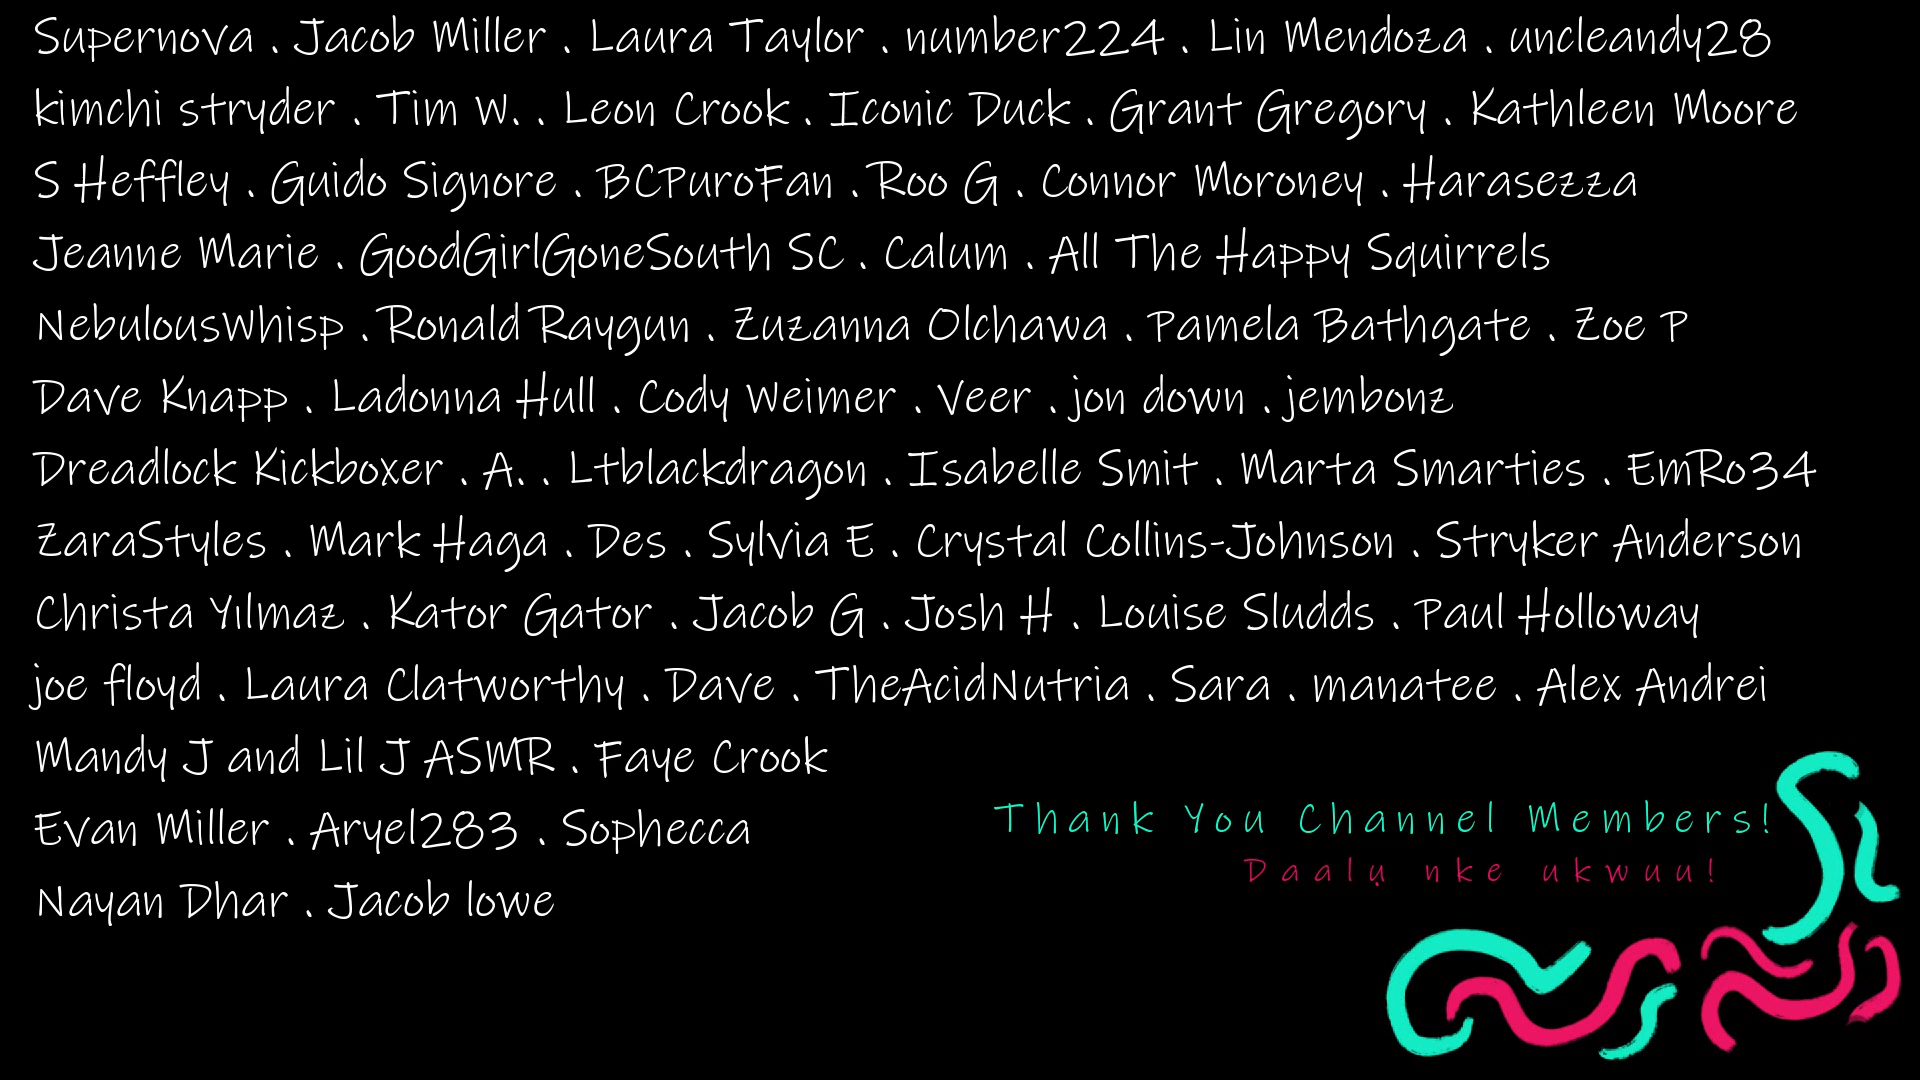 Supernova . Jacob Miller . Laura Taylor . number224 . Lin Mendoza . uncleandy28
kimchi stryder . Tim W. . Leon Crook . Iconic Duck . Grant Gregory . Kathleen Moore
S Heffley . Guido Signore . BCPuroFan . Roo G . Connor Moroney . Harasezza
Jeanne Marie . GoodGirlGoneSouth SC . Calum . All The Happy Squirrels
NebulousWhisp . Ronald Raygun . Zuzanna Olchawa . Pamela Bathgate . Zoe P
Dave Knapp . Ladonna Hull . Cody Weimer . Veer . jon down . jembonz
Dreadlock Kickboxer . A. . Ltblackdragon . Isabelle Smit . Marta Smarties . EmRo34
ZaraStyles . Mark Haga . Des . Sylvia E . Crystal Collins-Johnson . Stryker Anderson
Christa Yılmaz . Kator Gator . Jacob G . Josh H . Louise Sludds . Paul Holloway
joe floyd . Laura Clatworthy . Dave . TheAcidNutria . Sara . manatee . Alex Andrei
Mandy J and Lil J ASMR . Faye Crook
Evan Miller . Aryel283 . Sophecca
Nayan Dhar . Jacob lowe
Thank You Channel Members!
Daalụ nke ukwuu!